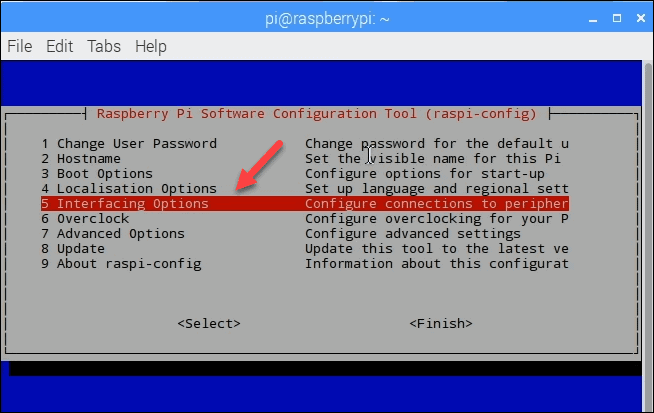 pi@raspberrypi: ~
File Edit Tabs Help
Raspberry Pi Software Configuration Tool (raspi-config)
1 Change User Password Change password for the default u
2 Hostname Set the visible name for this Pi
3 Boot Options Configure options for start-up
4 Localisation Options Set up language and regional sett
5 Interfacing Options Configure connections to peripher
6 Overclock Configure overclocking for your P
7 Advanced Options Configure advanced settings
8 Update Update this tool to the latest ve
9 About raspi-config Information about this configurat
<Select> <Finish>